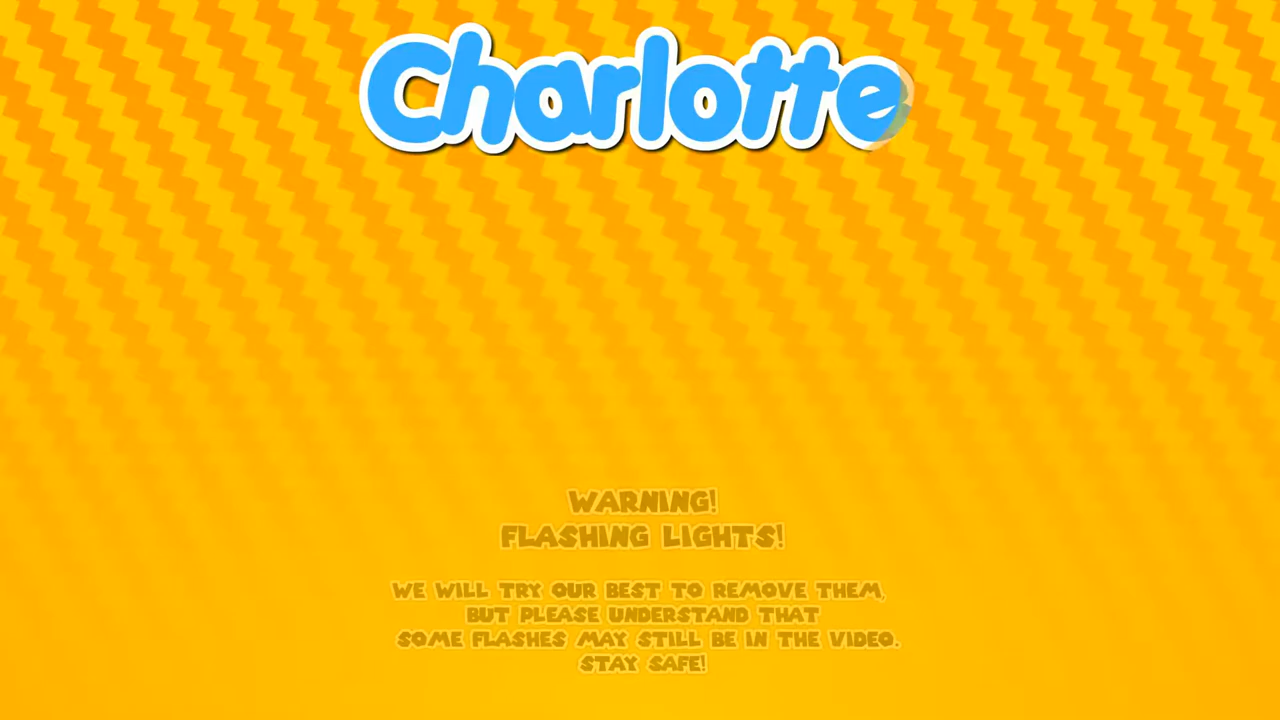 Charlotte
WARNING!
FLASHING LIGHTS!
WE WILL TRY OUR BEST TO REMOVE THEM,
BUT PLEASE UNDERSTAND THAT
SOME FLASHES MAY STILL BE IN THE VIDEO.
STAY SAFE!